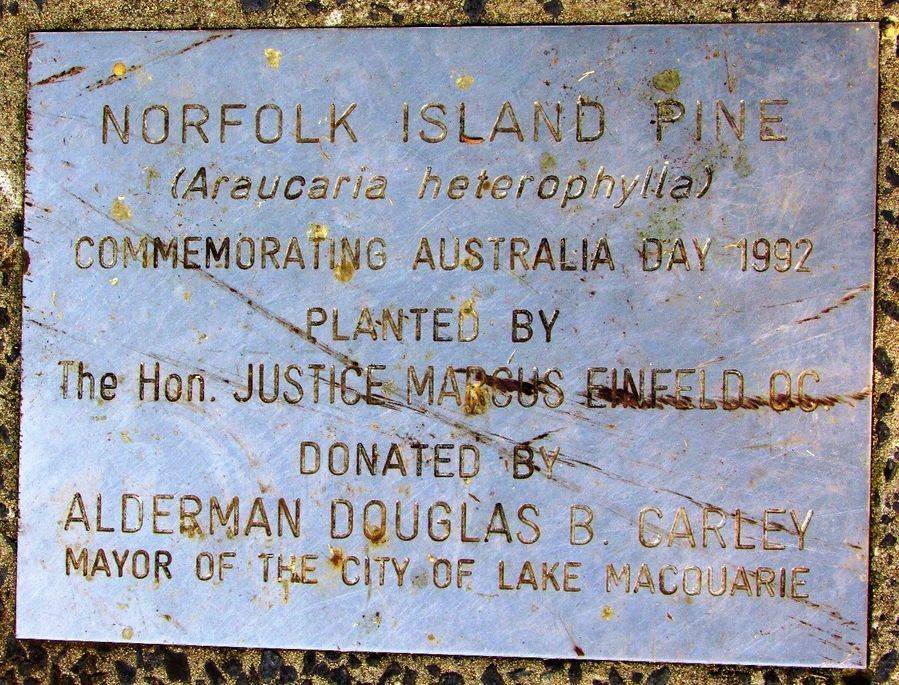 NORFOLK ISLAND PINE
(Araucaria heterophylla)
COMMEMORATING AUSTRALIA DAY 1992
PLANTED BY
The Hon. JUSTICE MARCUS EINFELD QC.
DONATED BY
ALDERMAN DOUGLAS B. CARLEY
MAYOR OF THE CITY OF LAKE MACQUARIE